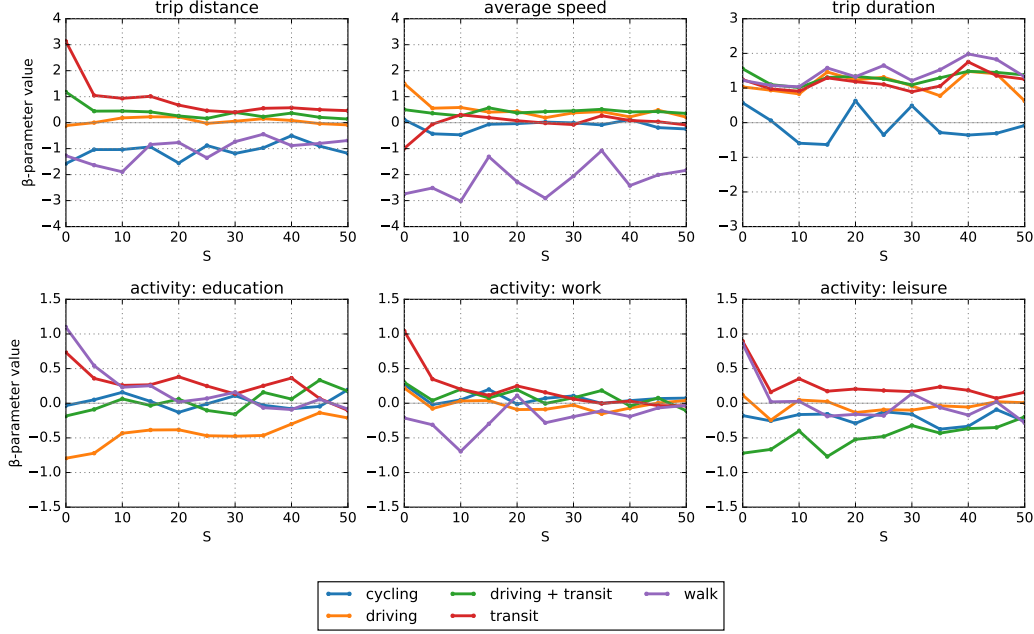 trip distance
average speed
trip duration
4
3
2
1
0
−1
−2
−3
−4
β-parameter value
0 10 20 30 40 50
S
4
3
2
1
0
−1
−2
−3
−4
0 10 20 30 40 50
S
3
2
1
0
−1
−2
−3
0 10 20 30 40 50
S
activity: education
activity: work
activity: leisure
1.5
1.0
0.5
0.0
−0.5
−1.0
−1.5
β-parameter value
0 10 20 30 40 50
S
1.5
1.0
0.5
0.0
−0.5
−1.0
−1.5
0 10 20 30 40 50
S
1.5
1.0
0.5
0.0
−0.5
−1.0
−1.5
0 10 20 30 40 50
S
cycling driving + transit walk
driving transit